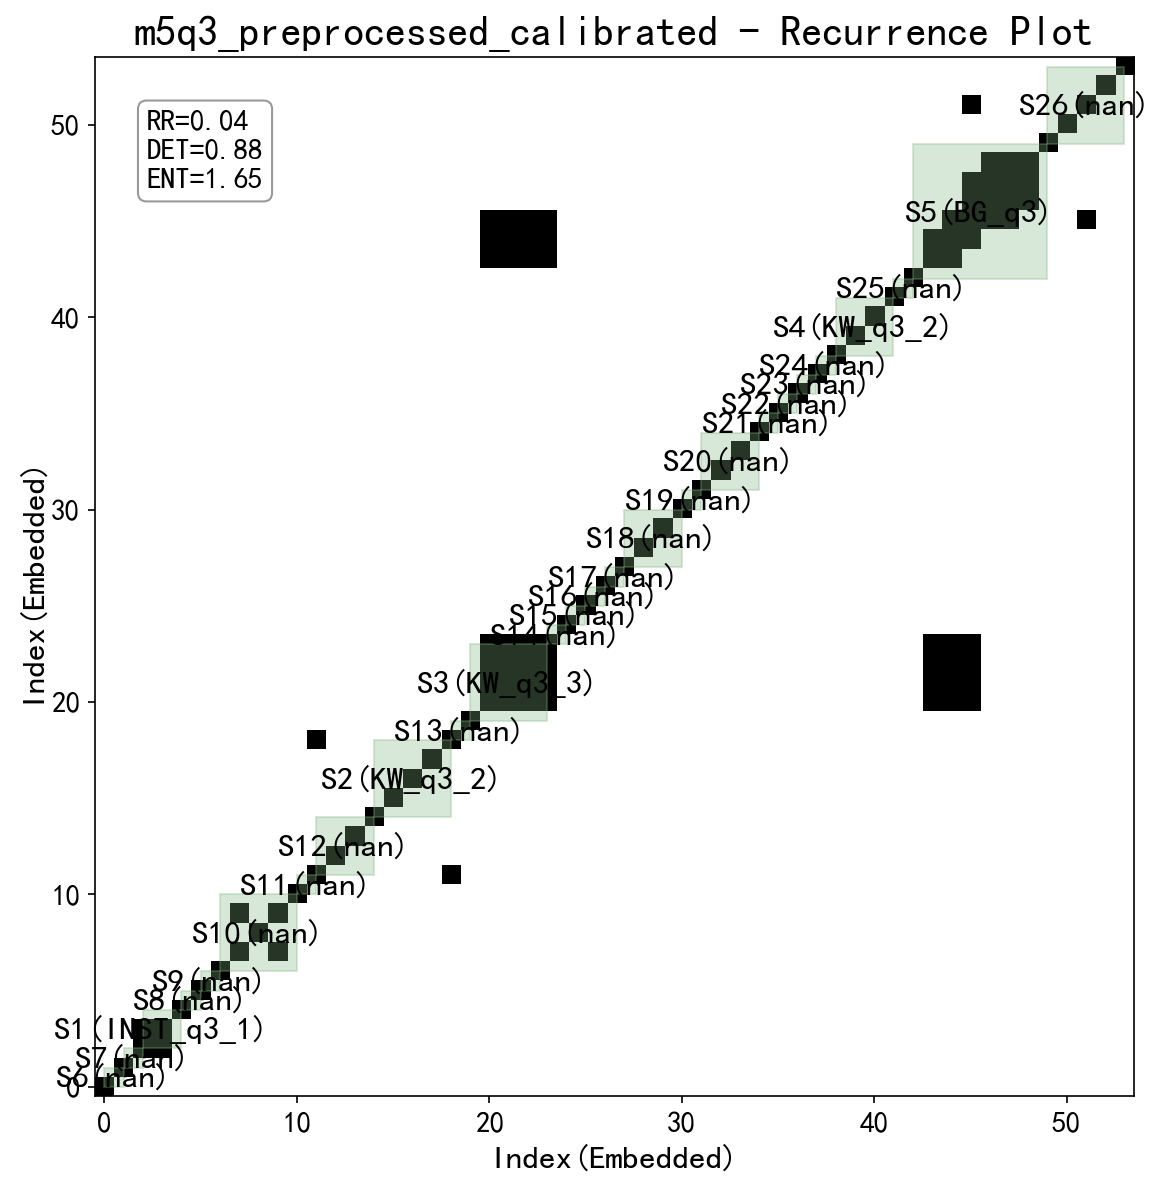 m5q3_preprocessed_calibrated - Recurrence Plot
RR=0.04
DET=0.88
ENT=1.65
S26(nan)
S5(BG_q3)
S25(nan)
S4(KW_q3_2)
S24(nan)
S23(nan)
S22(nan)
S21(nan)
S20(nan)
S19(nan)
S18(nan)
S17(nan)
S16(nan)
S15(nan)
S14(nan)
S3(KW_q3_3)
S13(nan)
S2(KW_q3_2)
S12(nan)
S11(nan)
S10(nan)
S9(nan)
S8(nan)
S1(INST_q3_1)
S7(nan)
S6(nan)
50
40
30
20
10
0
Index(Embedded)
0 10 20 30 40 50
Index(Embedded)